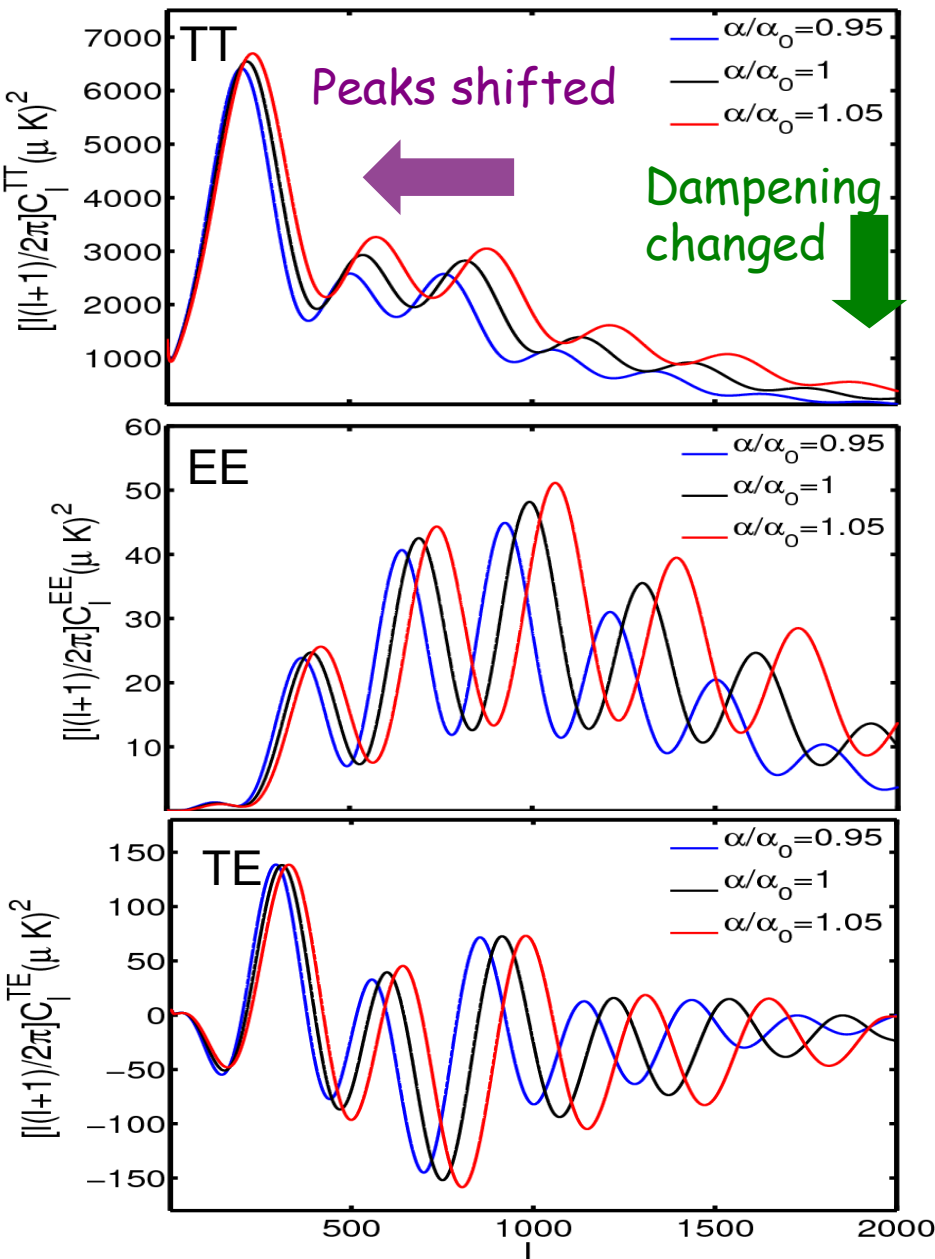 TT
Peaks shifted
Dampening
changed
α/α₀=0.95
α/α₀=1
α/α₀=1.05
[l(l+1)/2π]C_l^TT(μ K)²
7000
6000
5000
4000
3000
2000
1000
EE
α/α₀=0.95
α/α₀=1
α/α₀=1.05
[l(l+1)/2π]C_l^EE(μ K)²
60
50
40
30
20
10
TE
α/α₀=0.95
α/α₀=1
α/α₀=1.05
[l(l+1)/2π]C_l^TE(μ K)²
150
100
50
0
−50
−100
−150
500
1000
1500
2000
l